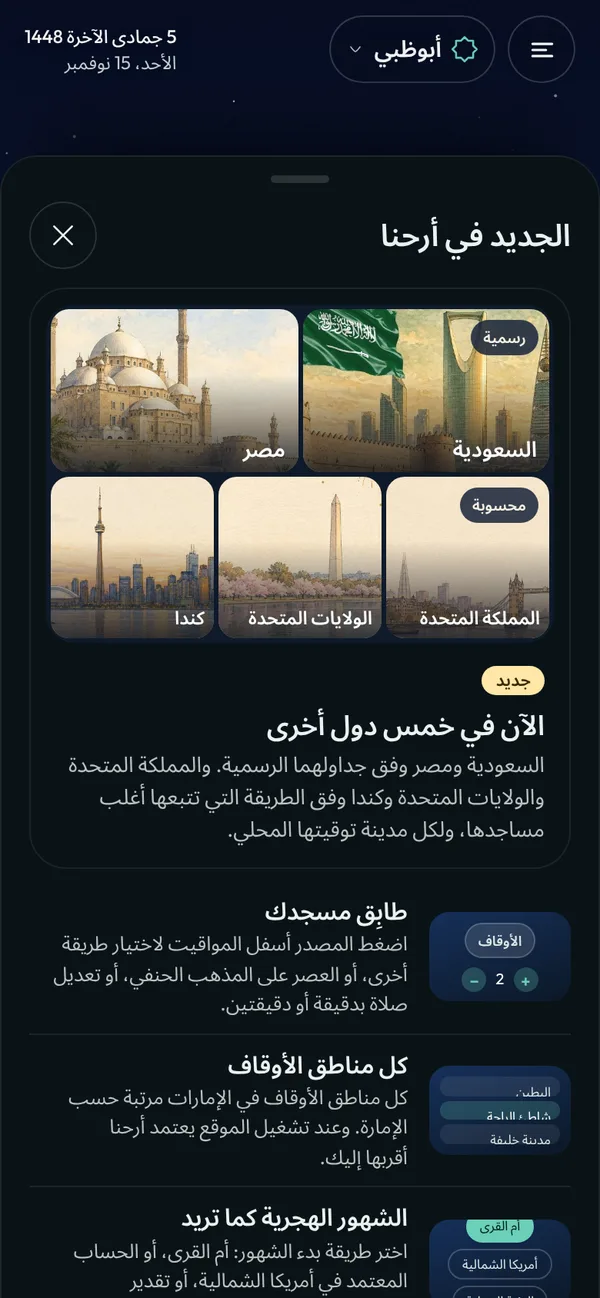 أبوظبي
5 جمادى الآخرة 1448
الأحد، 15 نوفمبر
الجديد في أرحنا
رسمية
السعودية
مصر
محسوبة
المملكة المتحدة
الولايات المتحدة
كندا
جديد
الآن في خمس دول أخرى
السعودية ومصر وفق جداولهما الرسمية. والمملكة المتحدة
والولايات المتحدة وكندا وفق الطريقة التي تتبعها أغلب
مساجدها، ولكل مدينة توقيتها المحلي.
الأوقاف
+ 2 −
طابِق مسجدك
اضغط المصدر أسفل المواقيت لاختيار طريقة
أخرى، أو العصر على المذهب الحنفي، أو تعديل
صلاة بدقيقة أو دقيقتين.
البطين
شاطئ الراحة
مدينة خليفة
كل مناطق الأوقاف
كل مناطق الأوقاف في الإمارات مرتبة حسب
الإمارة. وعند تشغيل الموقع يعتمد أرحنا
أقربها إليك.
أم القرى
أمريكا الشمالية
الشهور الهجرية كما تريد
اختر طريقة بدء الشهور: أم القرى، أو الحساب
المعتمد في أمريكا الشمالية، أو تقدير